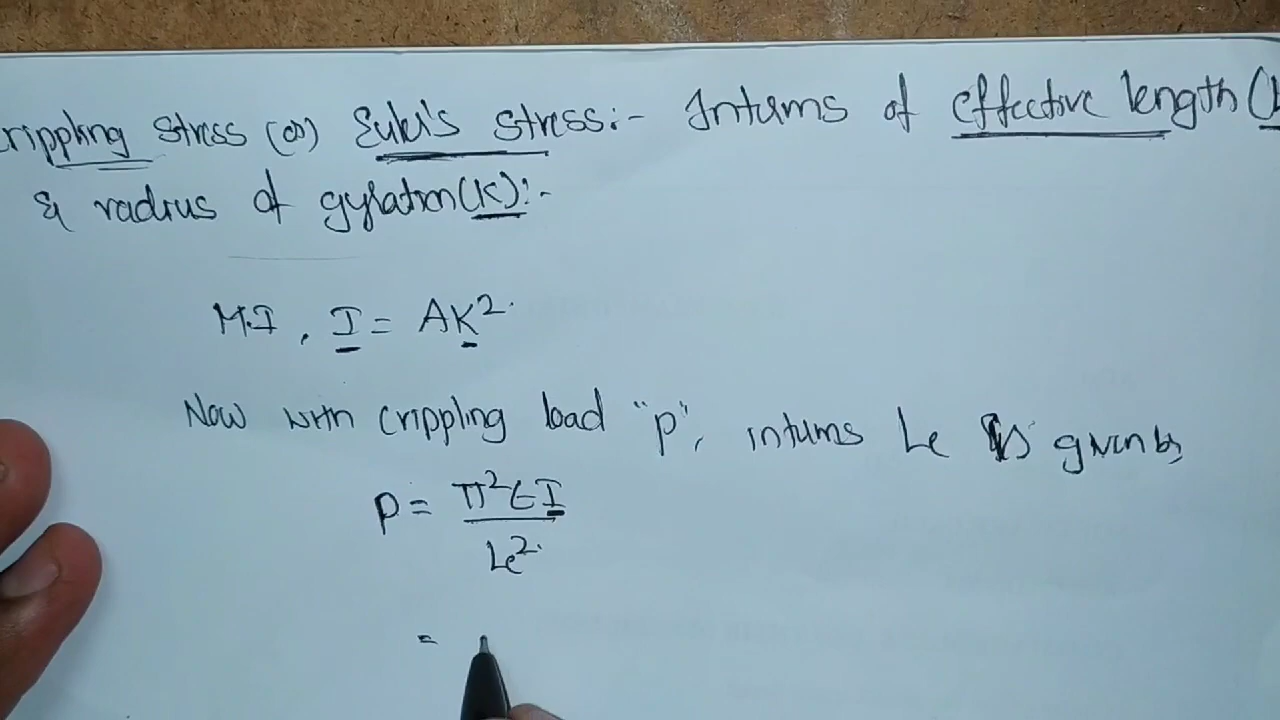 rippling stress (or) Euler's stress:- Interms of effective length (L
& radius of gyration(K):-
M.I, I = AK²
Now with crippling load "p", interms Le is given by
P = π²EI
Le²
=